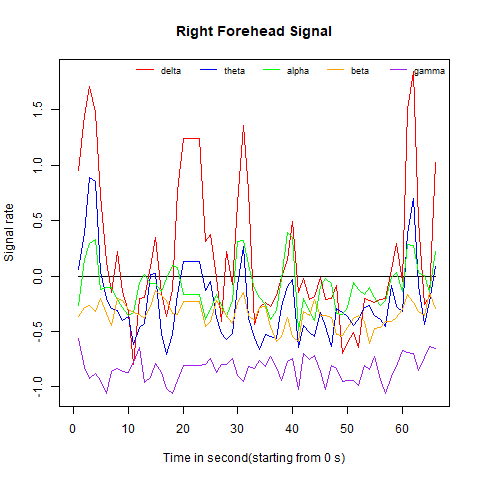 Right Forehead Signal
delta theta alpha beta gamma
Signal rate
1.5
1.0
0.5
0.0
-0.5
-1.0
0 10 20 30 40 50 60
Time in second(starting from 0 s)